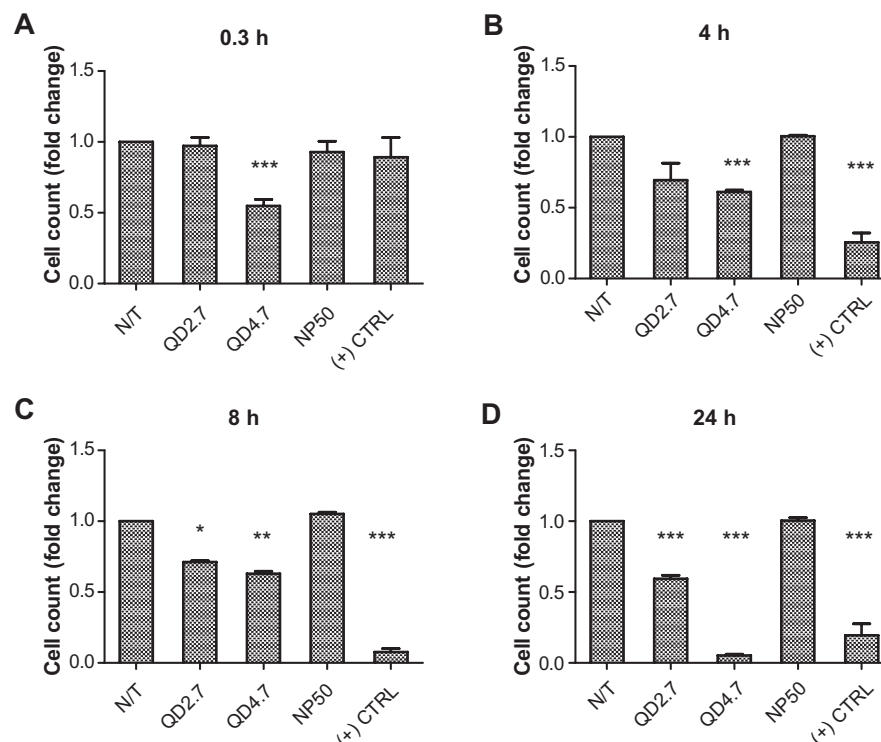 A
0.3 h
Cell count (fold change)
1.5
1.0
0.5
0.0
***
N/T
QD2.7
QD4.7
NP50
(+) CTRL
B
4 h
Cell count (fold change)
1.5
1.0
0.5
0.0
***
***
N/T
QD2.7
QD4.7
NP50
(+) CTRL
C
8 h
Cell count (fold change)
1.5
1.0
0.5
0.0
*
**
***
N/T
QD2.7
QD4.7
NP50
(+) CTRL
D
24 h
Cell count (fold change)
1.5
1.0
0.5
0.0
***
***
***
N/T
QD2.7
QD4.7
NP50
(+) CTRL